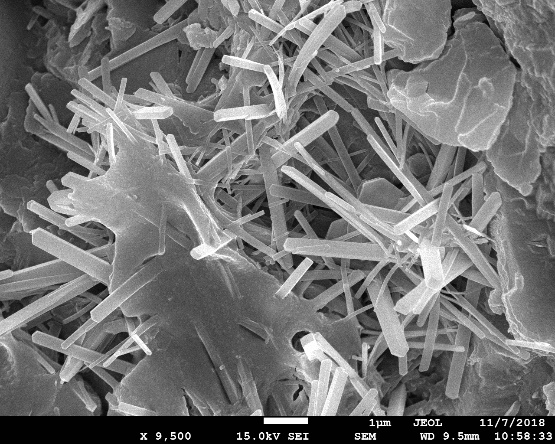 1µm JEOL 11/7/2018
X 9,500 15.0kV SEI SEM WD 9.5mm 10:58:33